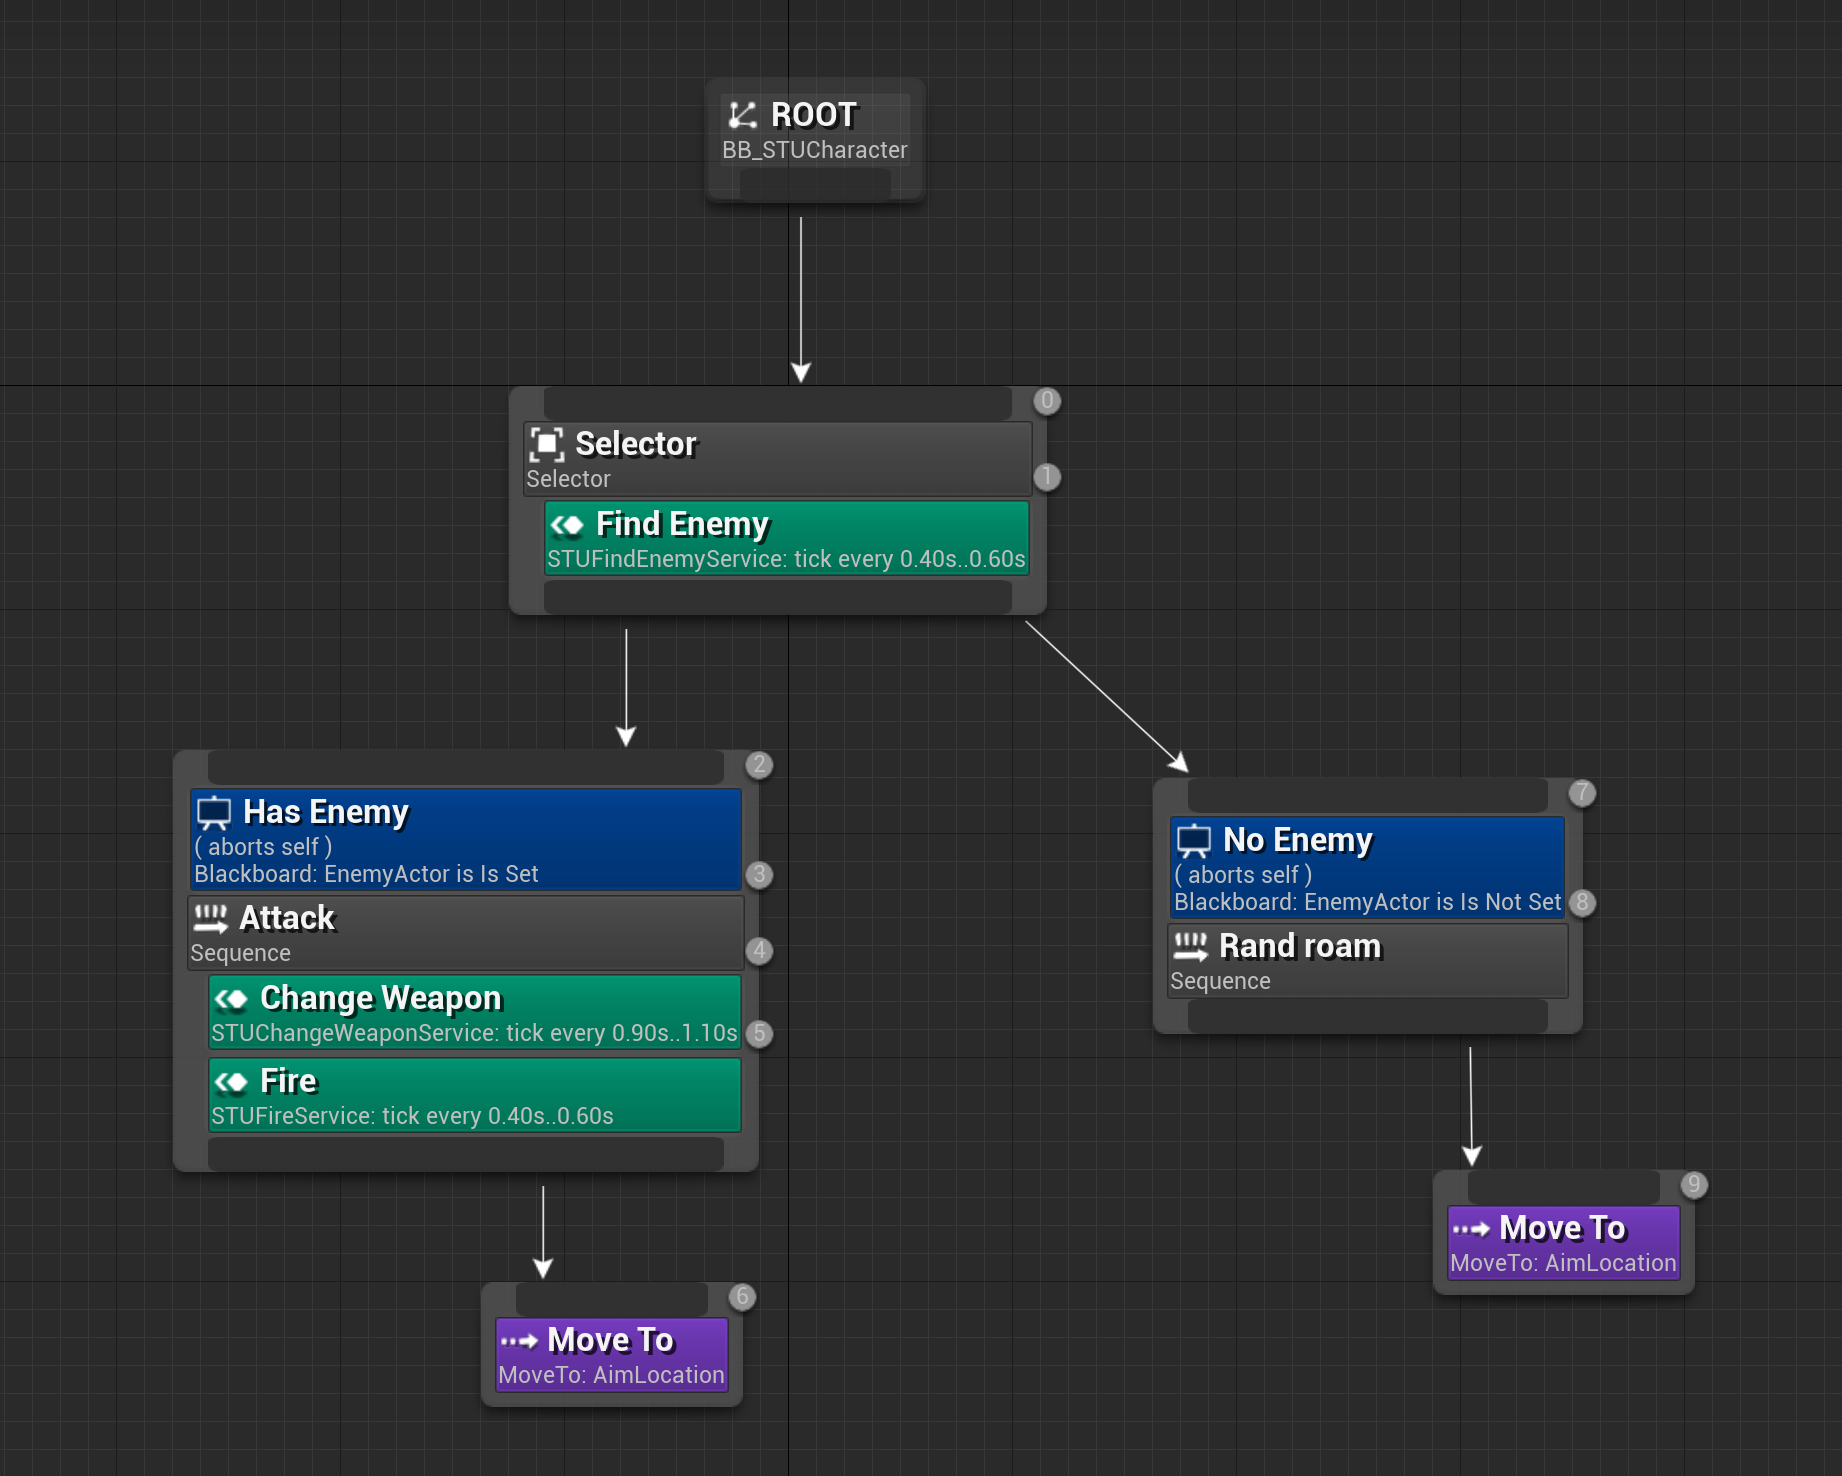 ROOT
BB_STUCharacter
0
Selector
Selector
1
Find Enemy
STUFindEnemyService: tick every 0.40s..0.60s
2
Has Enemy
( aborts self )
Blackboard: EnemyActor is Is Set
3
Attack
Sequence
4
Change Weapon
STUChangeWeaponService: tick every 0.90s..1.10s
5
Fire
STUFireService: tick every 0.40s..0.60s
6
Move To
MoveTo: AimLocation
7
No Enemy
( aborts self )
Blackboard: EnemyActor is Is Not Set
8
Rand roam
Sequence
9
Move To
MoveTo: AimLocation